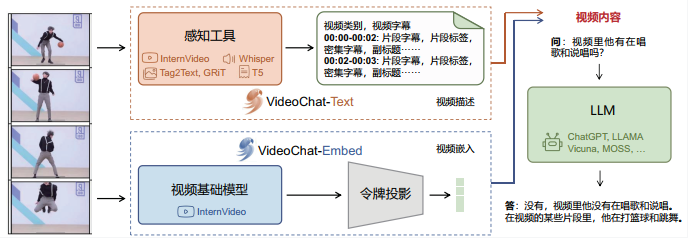 感知工具
InternVideo
Whisper
Tag2Text, GRiT
T5
视频类别，视频字幕
00:00-00:02: 片段字幕，片段标签，
密集字幕，副标题……
00:02-00:03: 片段字幕，片段标签，
密集字幕，副标题……
VideoChat-Text
视频描述
VideoChat-Embed
视频嵌入
视频基础模型
InternVideo
令牌投影
视频内容
问：视频里他有在唱
歌和说唱吗？
LLM
ChatGPT, LLAMA
Vicuna, MOSS, …
答：没有，视频里他没有在唱歌和说唱。
在视频的某些片段里，他在打篮球和跳舞。